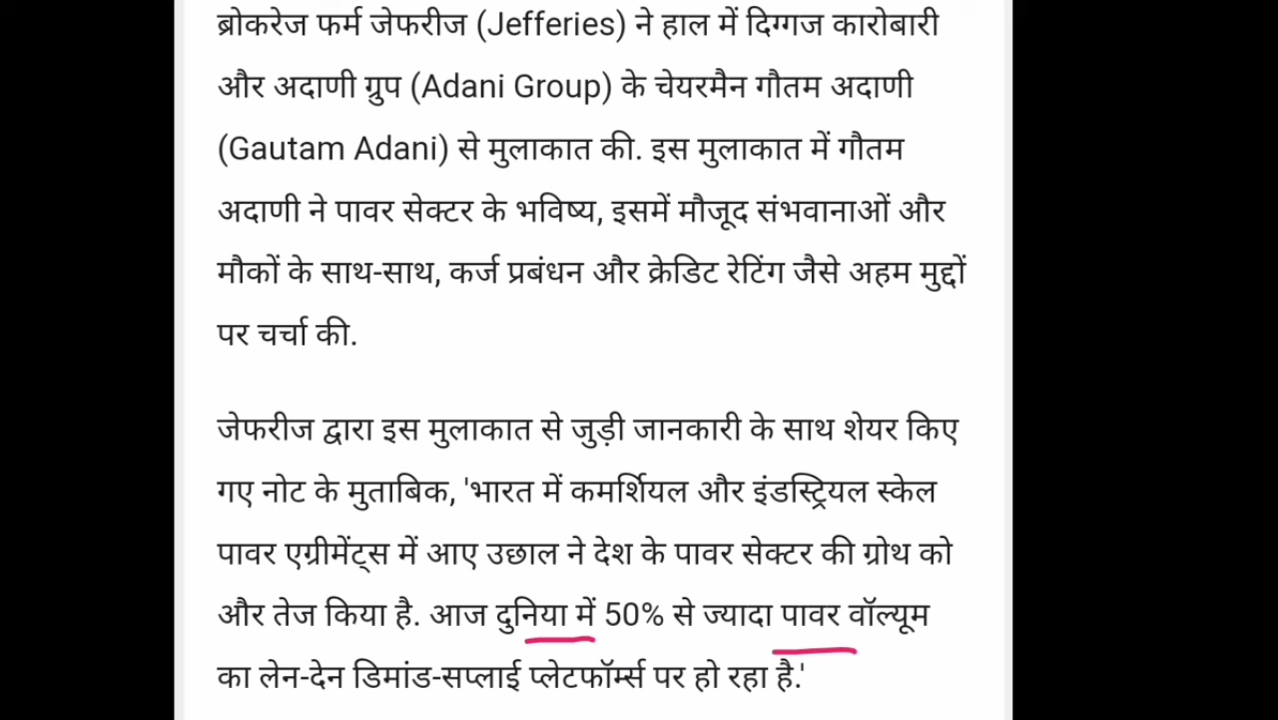 ब्रोकरेज फर्म जेफरीज (Jefferies) ने हाल में दिग्गज कारोबारी
और अदाणी ग्रुप (Adani Group) के चेयरमैन गौतम अदाणी
(Gautam Adani) से मुलाकात की. इस मुलाकात में गौतम
अदाणी ने पावर सेक्टर के भविष्य, इसमें मौजूद संभवानाओं और
मौकों के साथ-साथ, कर्ज प्रबंधन और क्रेडिट रेटिंग जैसे अहम मुद्दों
पर चर्चा की.
जेफरीज द्वारा इस मुलाकात से जुड़ी जानकारी के साथ शेयर किए
गए नोट के मुताबिक, 'भारत में कमर्शियल और इंडस्ट्रियल स्केल
पावर एग्रीमेंट्स में आए उछाल ने देश के पावर सेक्टर की ग्रोथ को
और तेज किया है. आज दुनिया में 50% से ज्यादा पावर वॉल्यूम
का लेन-देन डिमांड-सप्लाई प्लेटफॉर्म्स पर हो रहा है.'